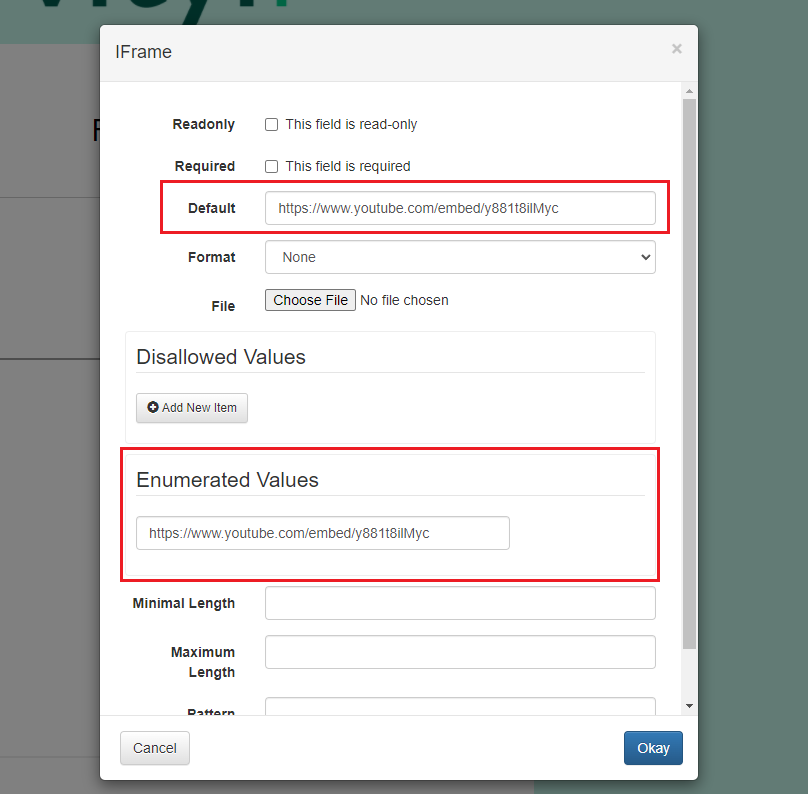 IFrame ×
Readonly This field is read-only
Required This field is required
Default https://www.youtube.com/embed/y881t8ilMyc
Format None
File Choose File No file chosen
Disallowed Values
Add New Item
Enumerated Values
https://www.youtube.com/embed/y881t8ilMyc
Minimal Length
Maximum
Length
Pattern
Cancel Okay